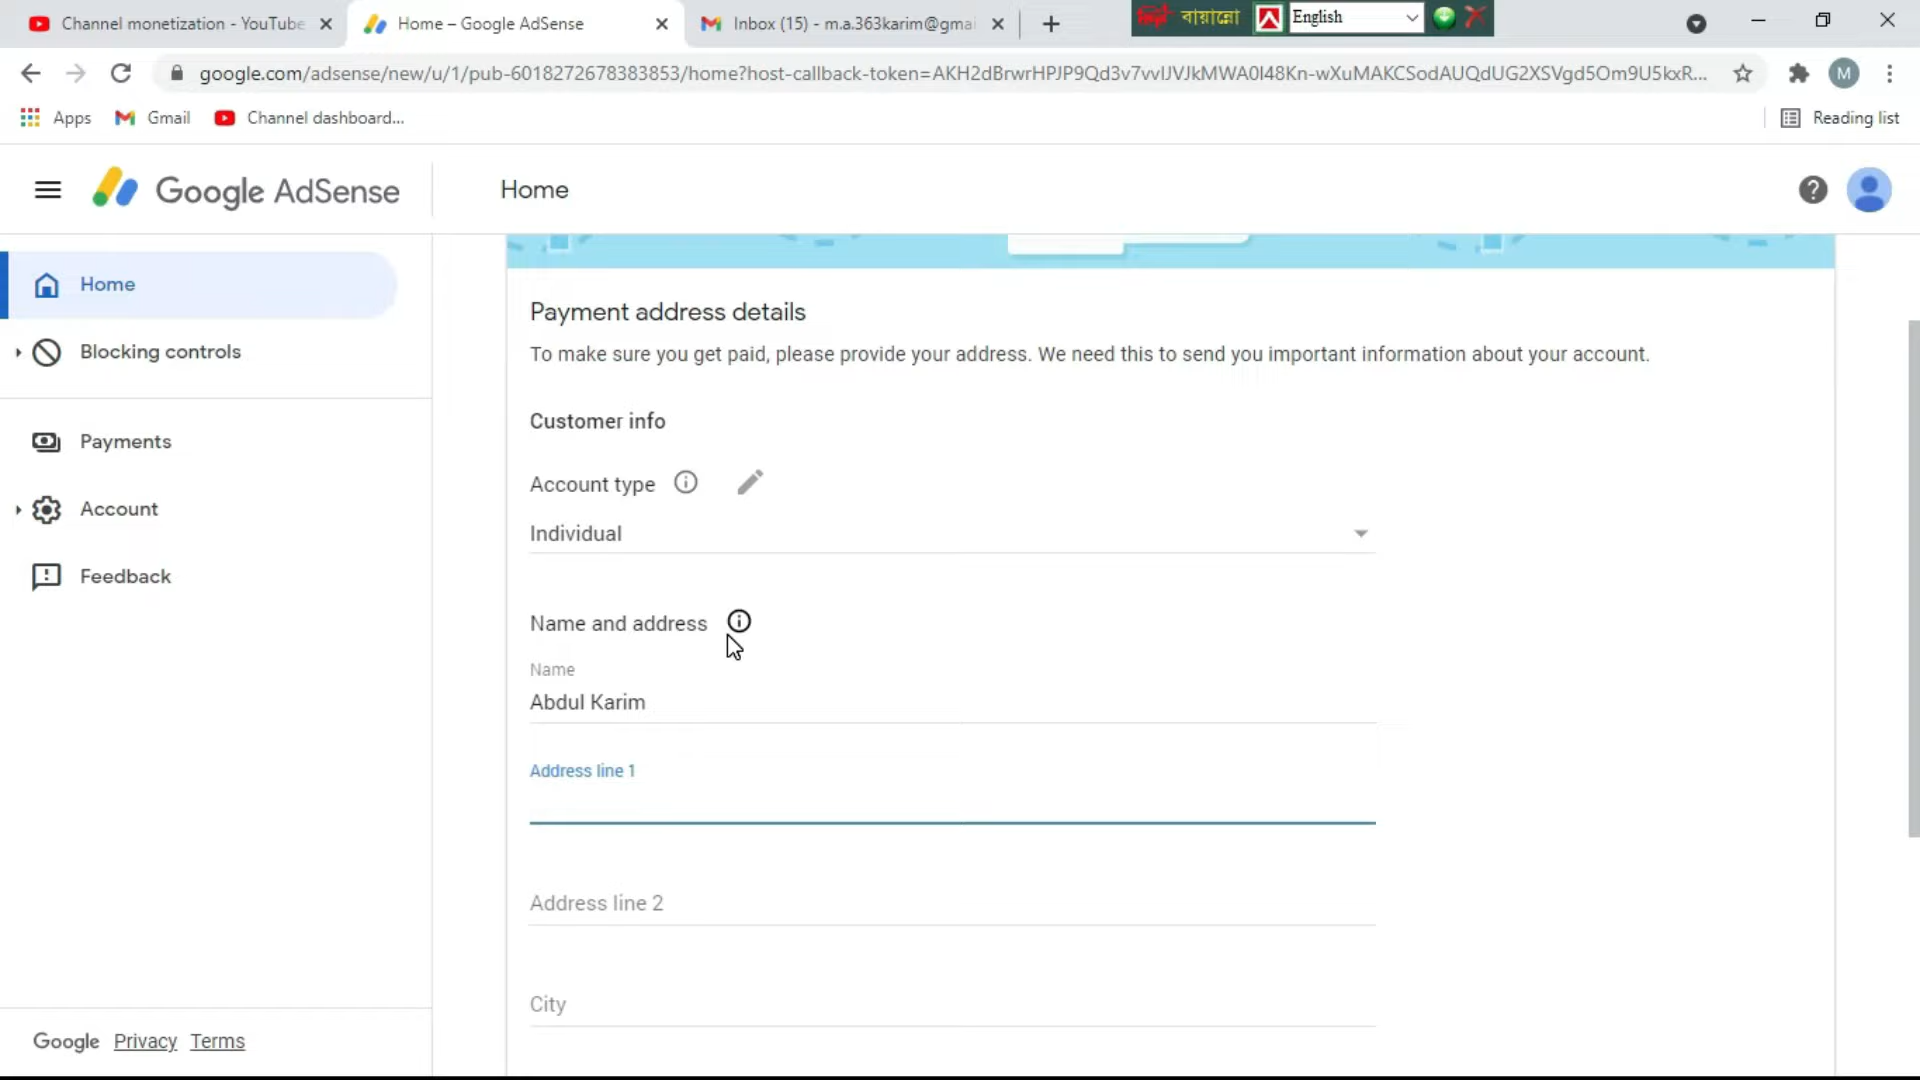 Channel monetization - YouTube
Home – Google AdSense
Inbox (15) - m.a.363karim@gmai
বায়ান্নো
English
google.com/adsense/new/u/1/pub-6018272678383853/home?host-callback-token=AKH2dBrwrHPJP9Qd3v7vvlJVJkMWA0I48Kn-wXuMAKCSodAUQdUG2XSVgd5Om9U5kxR...
M
Apps
Gmail
Channel dashboard...
Reading list
Google AdSense
Home
Home
Blocking controls
Payments
Account
Feedback
Google Privacy Terms
Payment address details
To make sure you get paid, please provide your address. We need this to send you important information about your account.
Customer info
Account type
Individual
Name and address
Name
Abdul Karim
Address line 1
Address line 2
City